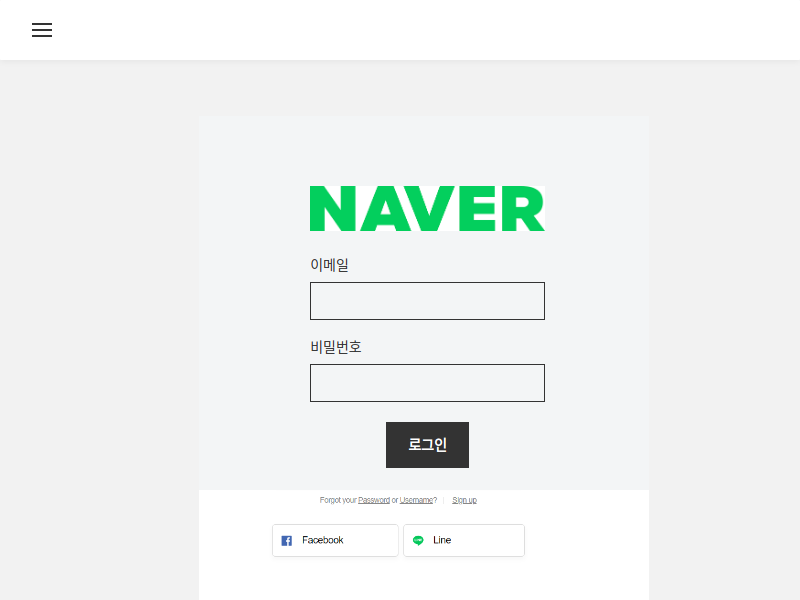 NAVER
이메일
비밀번호
로그인
Forgot your Password or Username? | Sign up
Facebook
Line